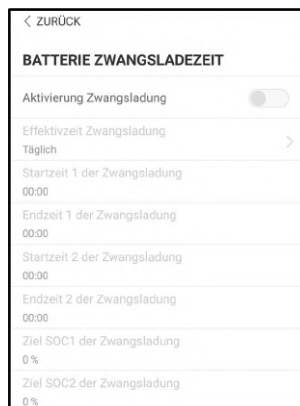 < ZURÜCK
BATTERIE ZWANGSLADEZEIT
Aktivierung Zwangsladung
Effektivzeit Zwangsladung
Täglich
Startzeit 1 der Zwangsladung
00:00
Endzeit 1 der Zwangsladung
00:00
Startzeit 2 der Zwangsladung
00:00
Endzeit 2 der Zwangsladung
00:00
Ziel SOC1 der Zwangsladung
0 %
Ziel SOC2 der Zwangsladung
0 %